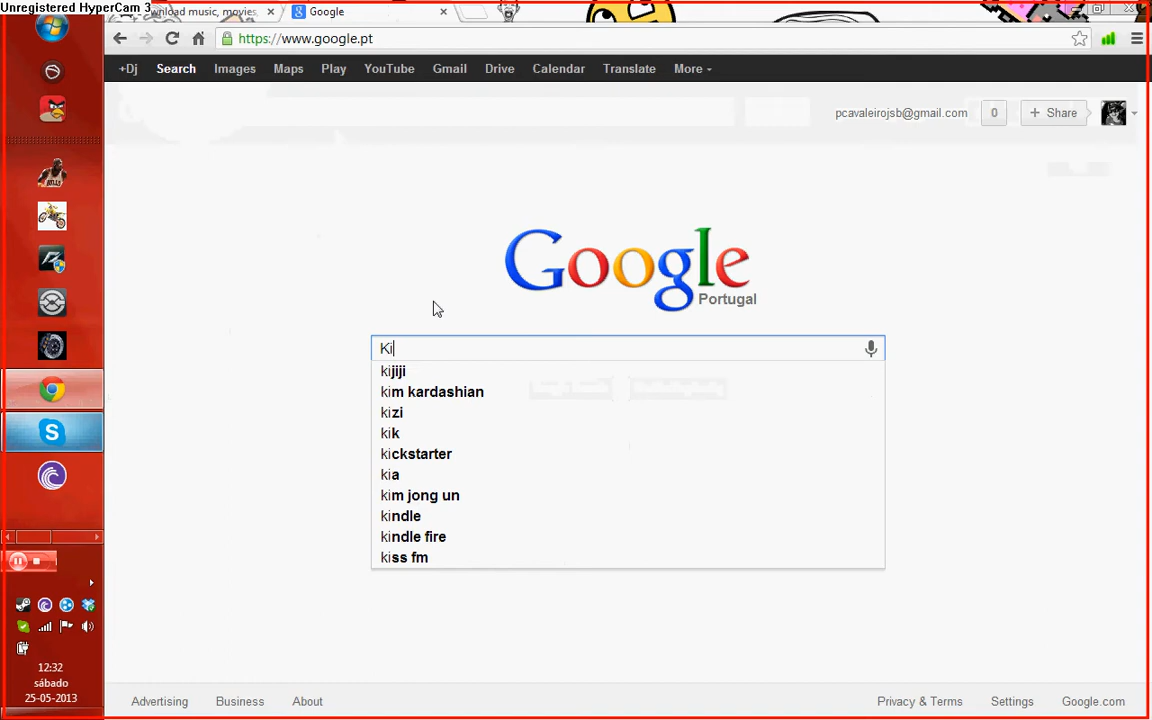 Unregistered HyperCam 3
wnload music, movies,
Google
https://www.google.pt
+Dj Search Images Maps Play YouTube Gmail Drive Calendar Translate More
pcavaleirojsb@gmail.com 0 + Share
Google
Portugal
Ki
kijiji
kim kardashian
kizi
kik
kickstarter
kia
kim jong un
kindle
kindle fire
kiss fm
S
12:32
sábado
25-05-2013
Advertising Business About Privacy & Terms Settings Google.com